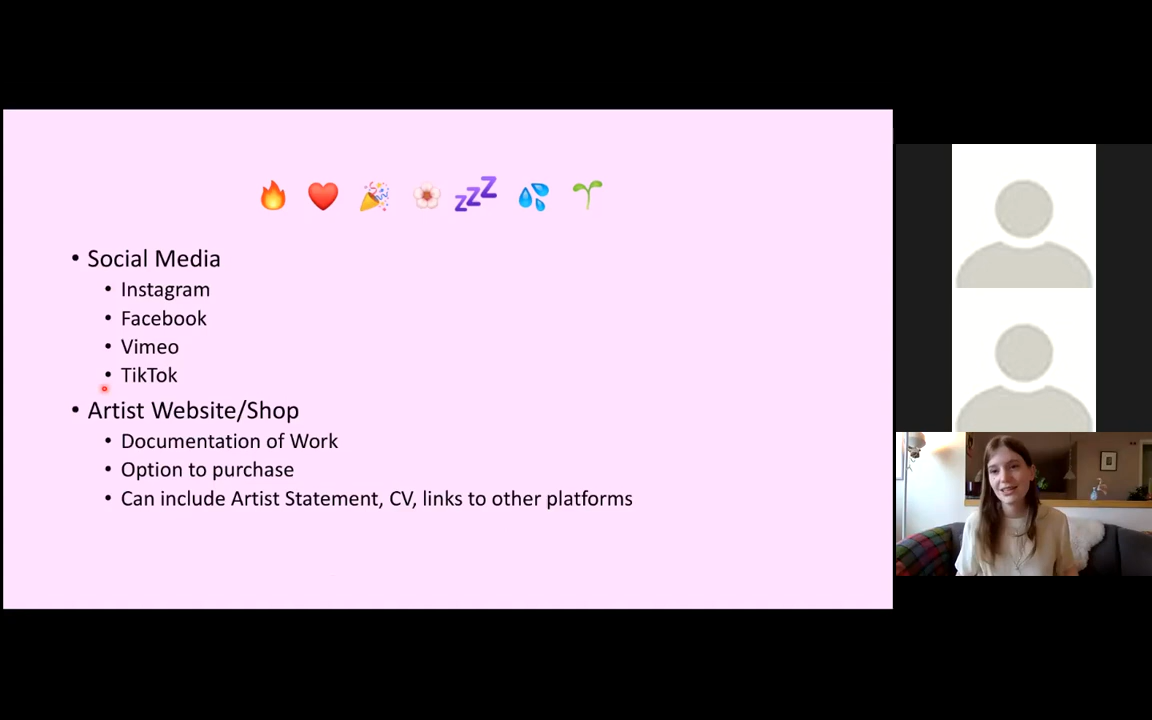 🔥 ❤️ 🎉 🌸 💤 💦 🌱
• Social Media
• Instagram
• Facebook
• Vimeo
• TikTok
• Artist Website/Shop
• Documentation of Work
• Option to purchase
• Can include Artist Statement, CV, links to other platforms